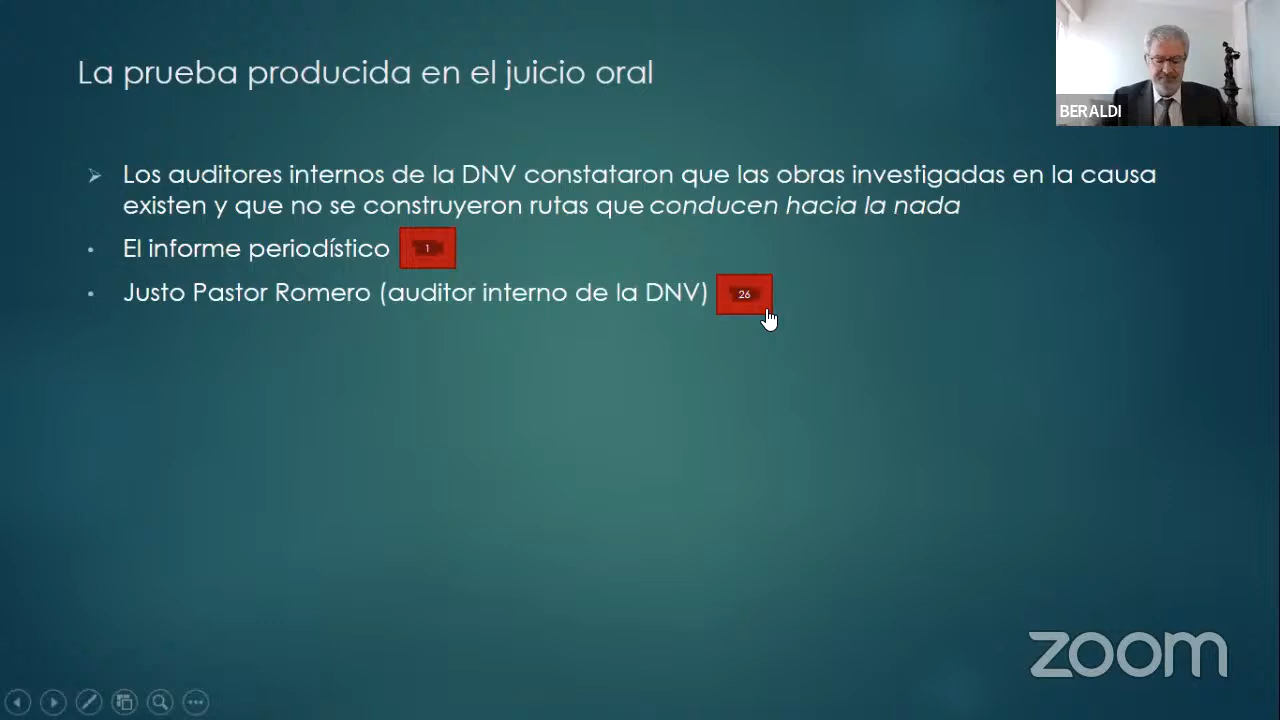 La prueba producida en el juicio oral
BERALDI
➢ Los auditores internos de la DNV constataron que las obras investigadas en la causa
existen y que no se construyeron rutas que conducen hacia la nada
• El informe periodístico 1
• Justo Pastor Romero (auditor interno de la DNV) 26
zoom